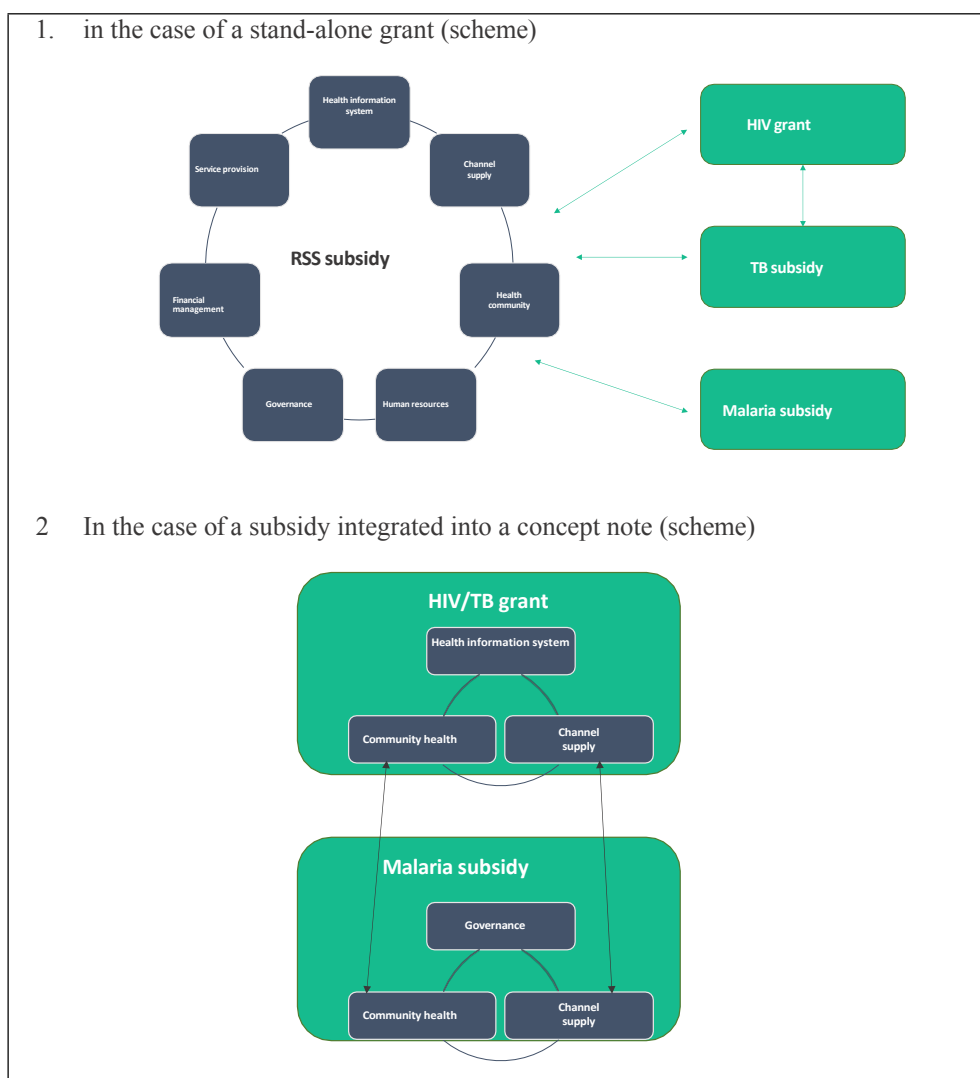 1. in the case of a stand-alone grant (scheme)
Health information
system
HIV grant
Service provision
Channel
supply
RSS subsidy
TB subsidy
Financial
management
Health
community
Governance
Human resources
Malaria subsidy
2 In the case of a subsidy integrated into a concept note (scheme)
HIV/TB grant
Health information system
Community health
Channel
supply
Malaria subsidy
Governance
Community health
Channel
supply